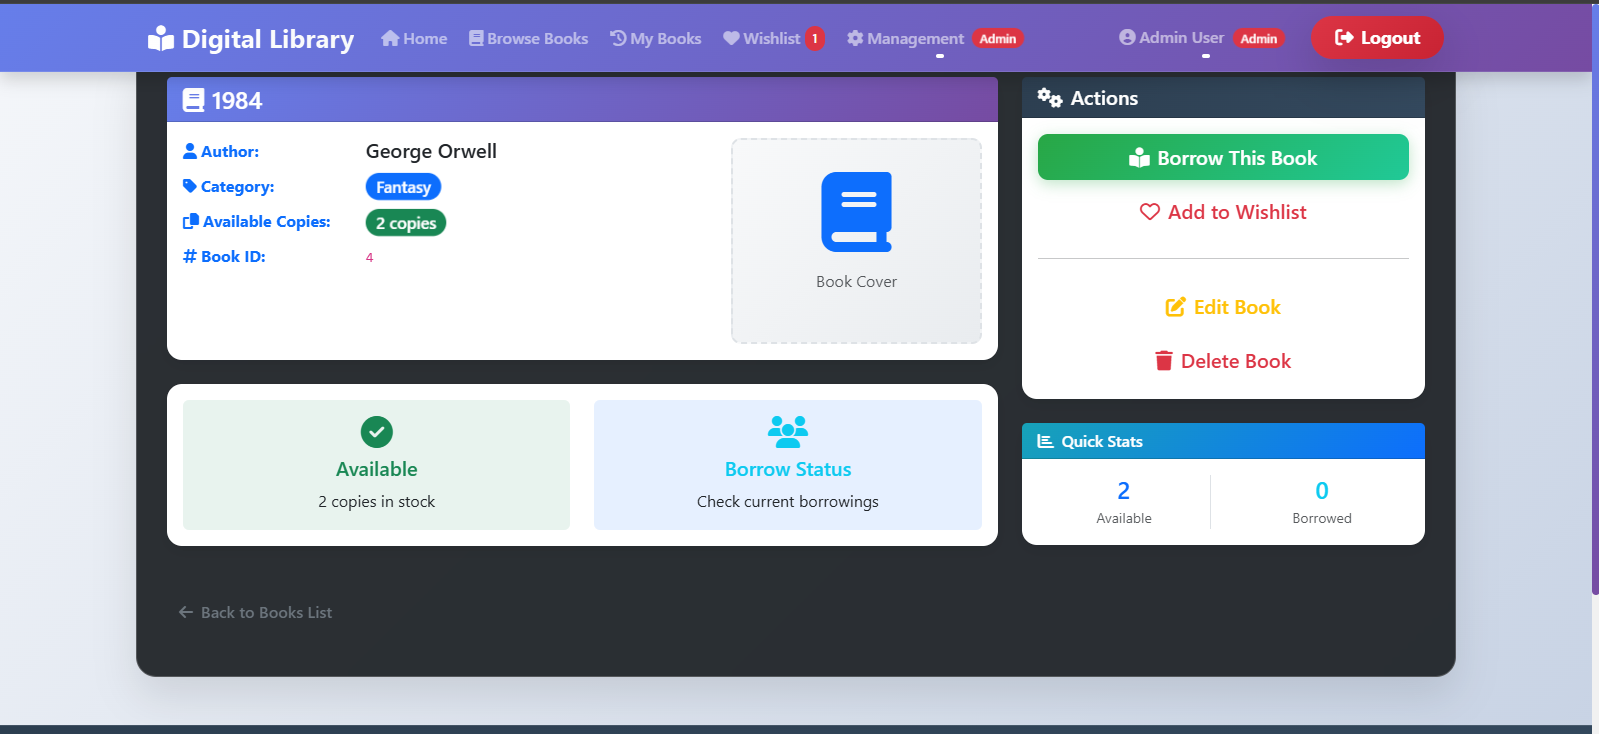 Digital Library Home Browse Books My Books Wishlist 1 Management Admin Admin User Admin Logout
1984
Author: George Orwell
Category: Fantasy
Available Copies: 2 copies
# Book ID: 4
Book Cover
Actions
Borrow This Book
Add to Wishlist
Edit Book
Delete Book
Available
2 copies in stock
Borrow Status
Check current borrowings
Quick Stats
2 0
Available Borrowed
Back to Books List